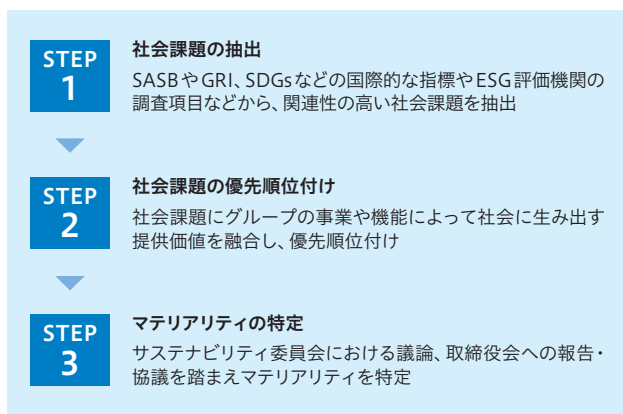 STEP
1
社会課題の抽出
SASBやGRI、SDGsなどの国際的な指標やESG評価機関の
調査項目などから、関連性の高い社会課題を抽出
STEP
2
社会課題の優先順位付け
社会課題にグループの事業や機能によって社会に生み出す
提供価値を融合し、優先順位付け
STEP
3
マテリアリティの特定
サステナビリティ委員会における議論、取締役会への報告・
協議を踏まえマテリアリティを特定